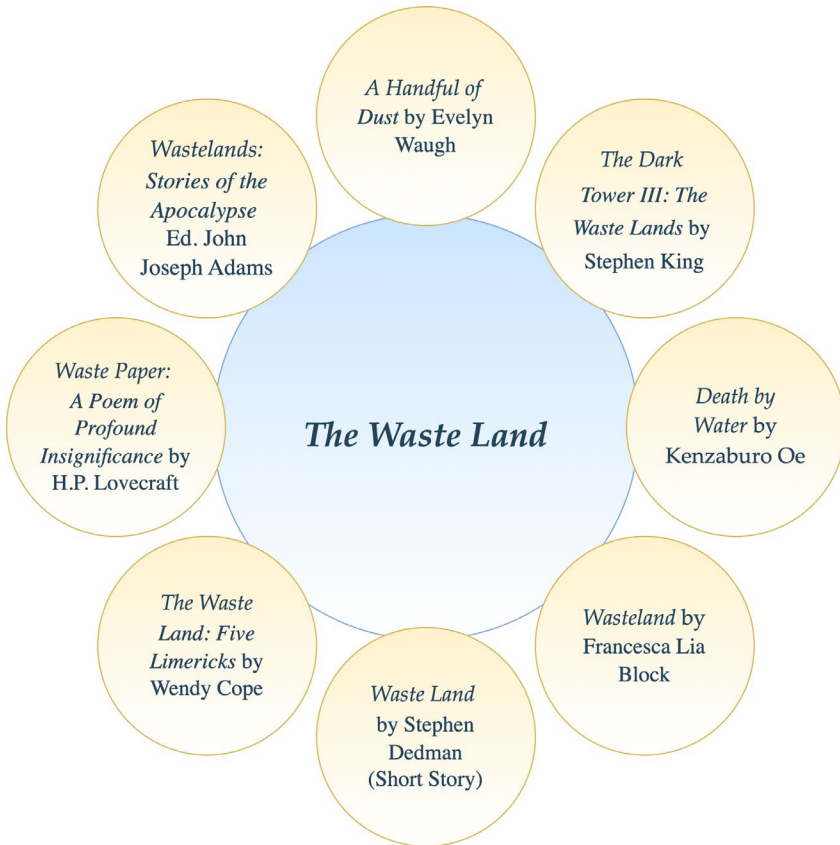 A Handful of
Dust by Evelyn
Waugh
Wastelands:
Stories of the
Apocalypse
Ed. John
Joseph Adams
The Dark
Tower III: The
Waste Lands by
Stephen King
Waste Paper:
A Poem of
Profound
Insignificance by
H.P. Lovecraft
The Waste Land
Death by
Water by
Kenzaburo Oe
The Waste
Land: Five
Limericks by
Wendy Cope
Wasteland by
Francesca Lia
Block
Waste Land
by Stephen
Dedman
(Short Story)